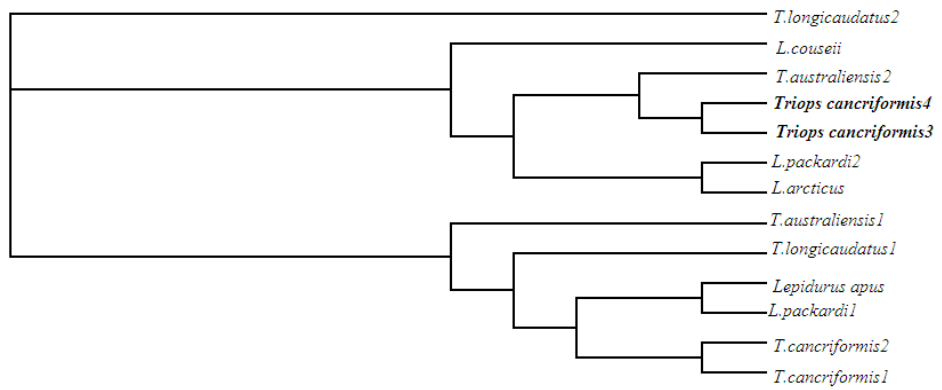 T.longicaudatus2
L.couseii
T.australiensis2
Triops cancriformis4
Triops cancriformis3
L.packardi2
L.arcticus
T.australiensis1
T.longicaudatus1
Lepidurus apus
L.packardi1
T.cancriformis2
T.cancriformis1